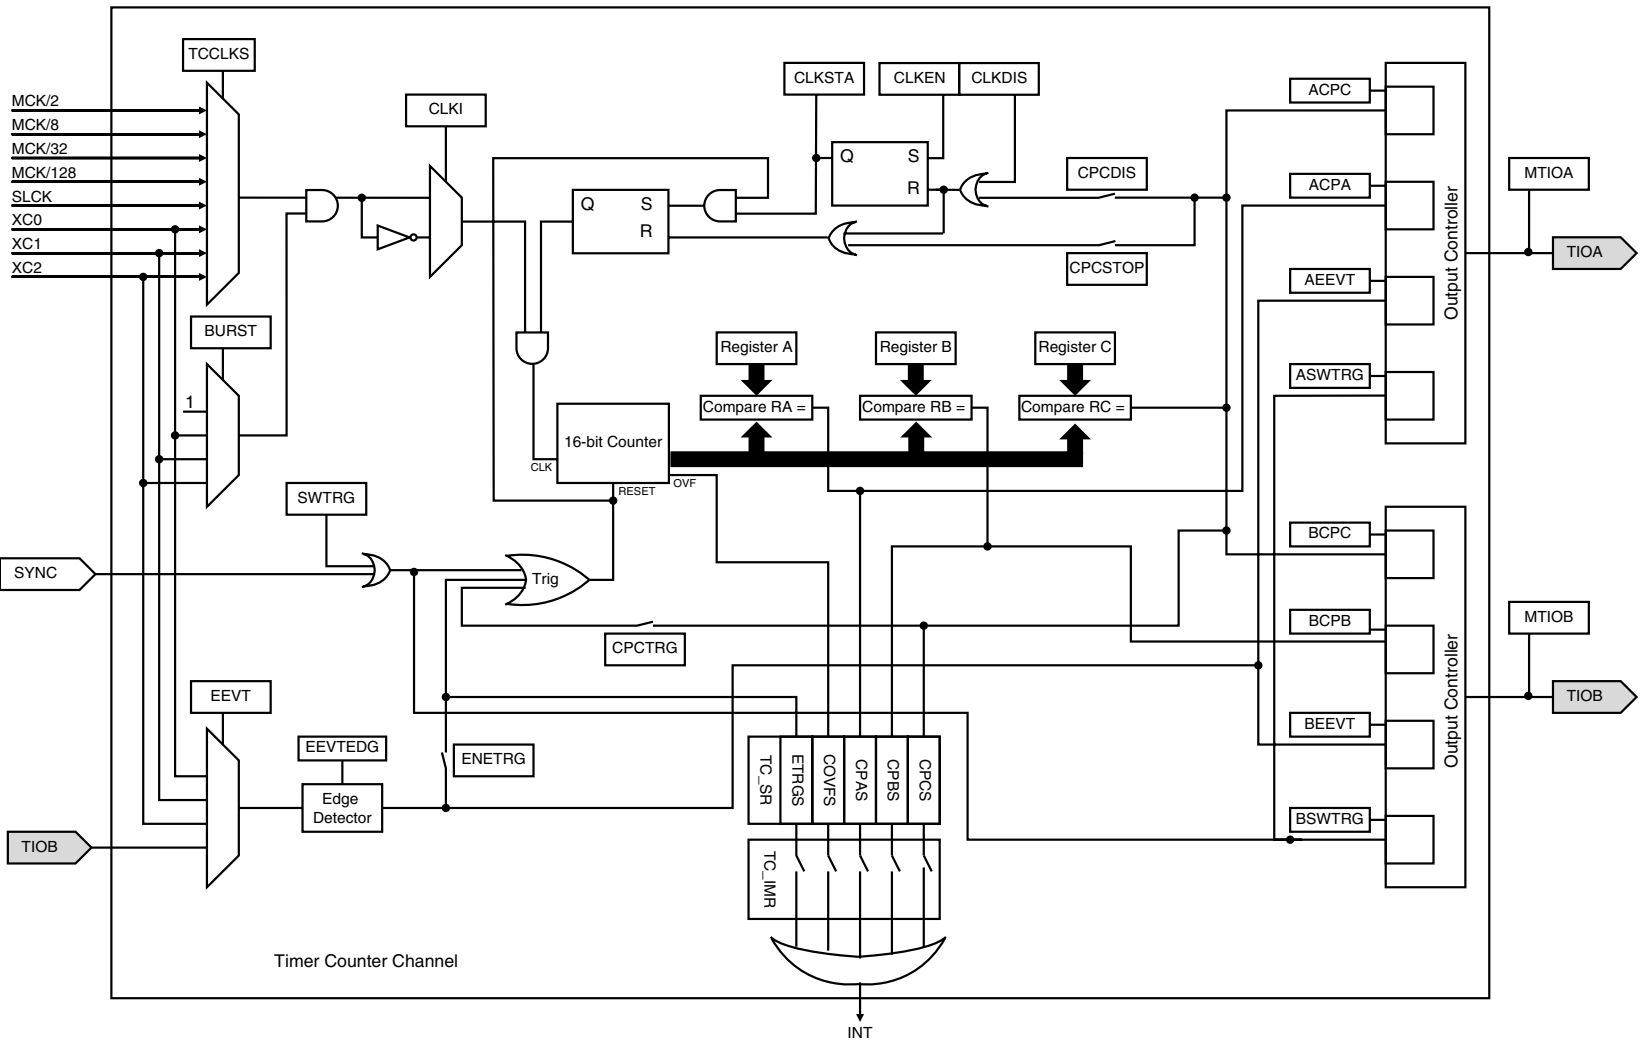 TCCLKS
MCK/2
MCK/8
MCK/32
MCK/128
SLCK
XC0
XC1
XC2
CLKI
CLKSTA
CLKEN
CLKDIS
Q
S
R
Q
S
R
CPCDIS
CPCSTOP
ACPC
ACPA
AEEVT
ASWTRG
Output Controller
MTIOA
TIOA
BURST
1
Register A
Register B
Register C
Compare RA =
Compare RB =
Compare RC =
16-bit Counter
CLK
RESET
OVF
SWTRG
SYNC
Trig
CPCTRG
BCPC
BCPB
BEEVT
BSWTRG
Output Controller
MTIOB
TIOB
EEVT
EEVTEDG
Edge
Detector
ENETRG
TIOB
TC_SR
ETRGS
COVFS
CPAS
CPBS
CPCS
TC_IMR
Timer Counter Channel
INT